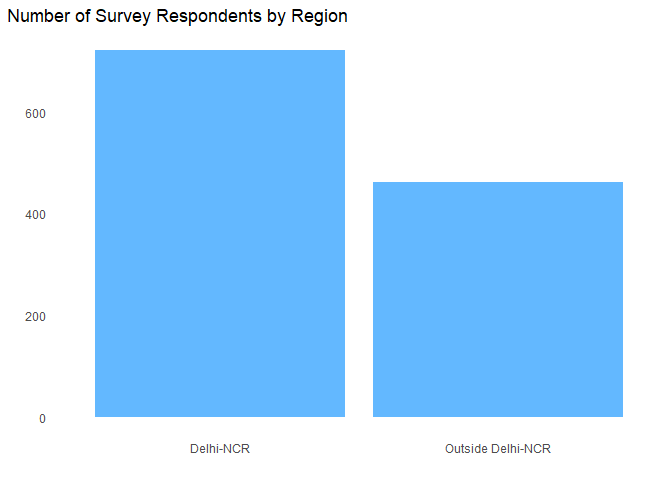 Number of Survey Respondents by Region
600
400
200
0
Delhi-NCR
Outside Delhi-NCR